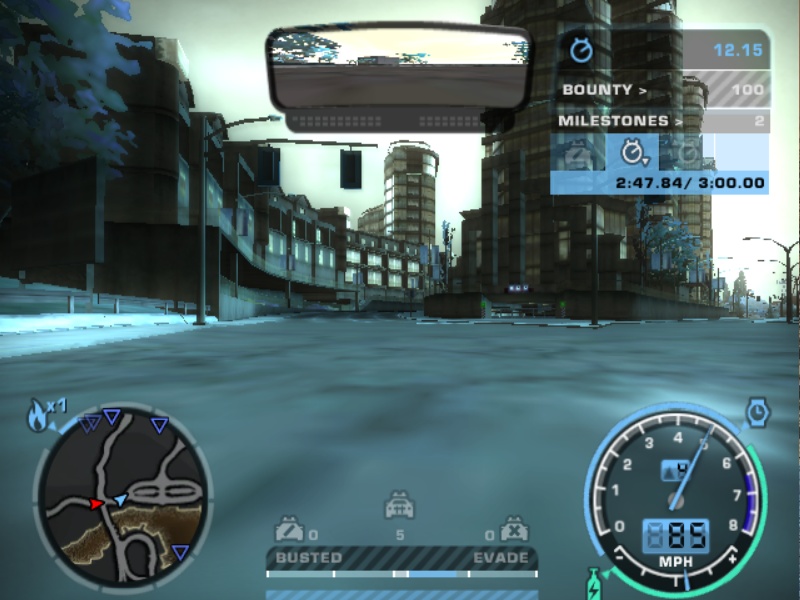 12.15
BOUNTY > 100
MILESTONES > 2
2:47.84/ 3:00.00
x1
0 1 2 3 4 5 6 7 8
4
85
MPH
0 5 0
BUSTED EVADE